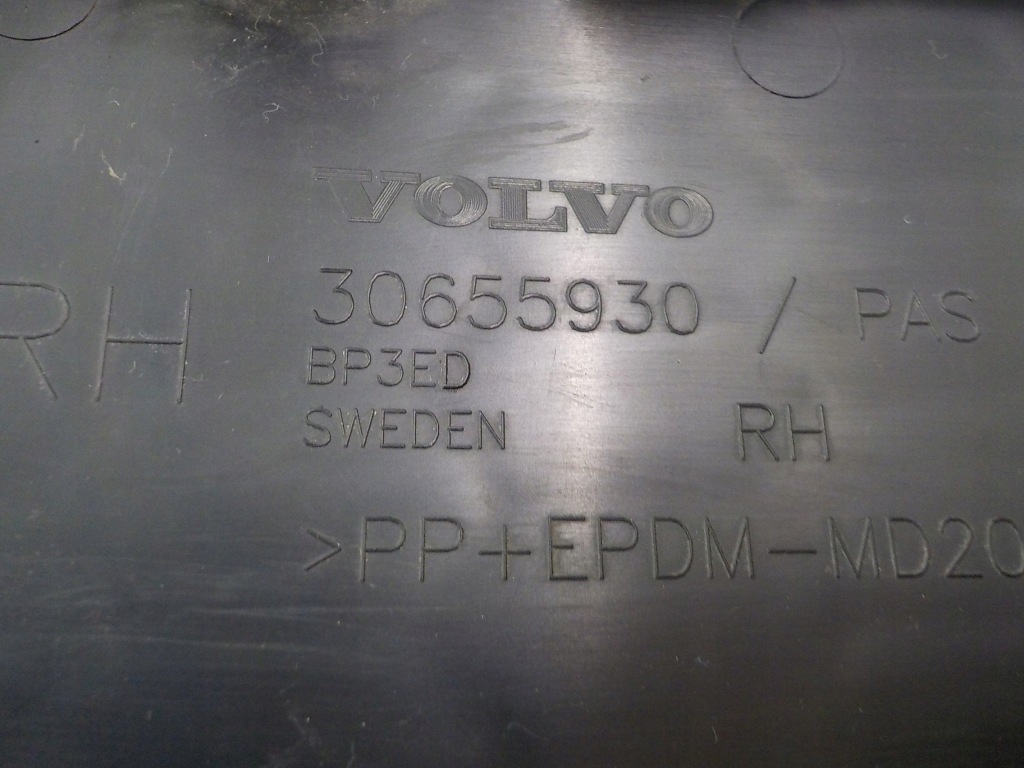 VOLVO
30655930 / PAS
RH
BP3ED
SWEDEN RH
>PP+EPDM-MD20